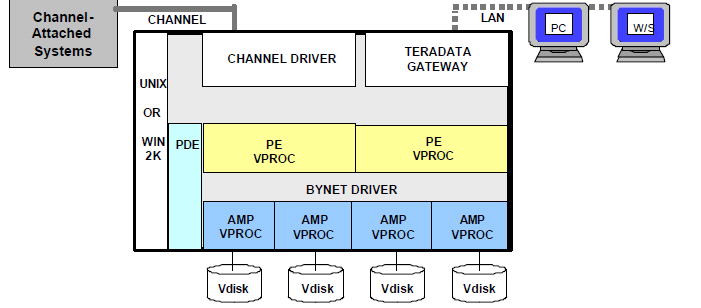 Channel-
Attached
Systems
CHANNEL
LAN
PC
W/S
UNIX
OR
WIN
2K
CHANNEL DRIVER
TERADATA
GATEWAY
PDE
PE
VPROC
PE
VPROC
BYNET DRIVER
AMP
VPROC
AMP
VPROC
AMP
VPROC
AMP
VPROC
Vdisk
Vdisk
Vdisk
Vdisk